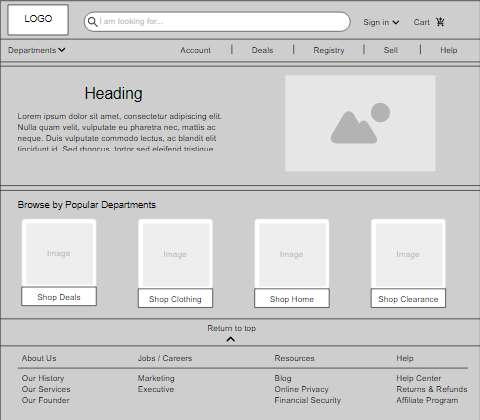 LOGO
I am looking for...
Sign in
Cart
Departments
Account | Deals | Registry | Sell | Help
Heading
Lorem ipsum dolor sit amet, consectetur adipiscing elit.
Nulla quam velit, vulputate eu pharetra nec, mattis ac
neque. Duis vulputate commodo lectus, ac blandit elit
tincidunt id. Sed rhoncus, tortor sed eleifend tristique
Browse by Popular Departments
Image Image Image Image
Shop Deals Shop Clothing Shop Home Shop Clearance
Return to top
About Us Jobs / Careers Resources Help
Our History Marketing Blog Help Center
Our Services Executive Online Privacy Returns & Refunds
Our Founder Financial Security Affiliate Program